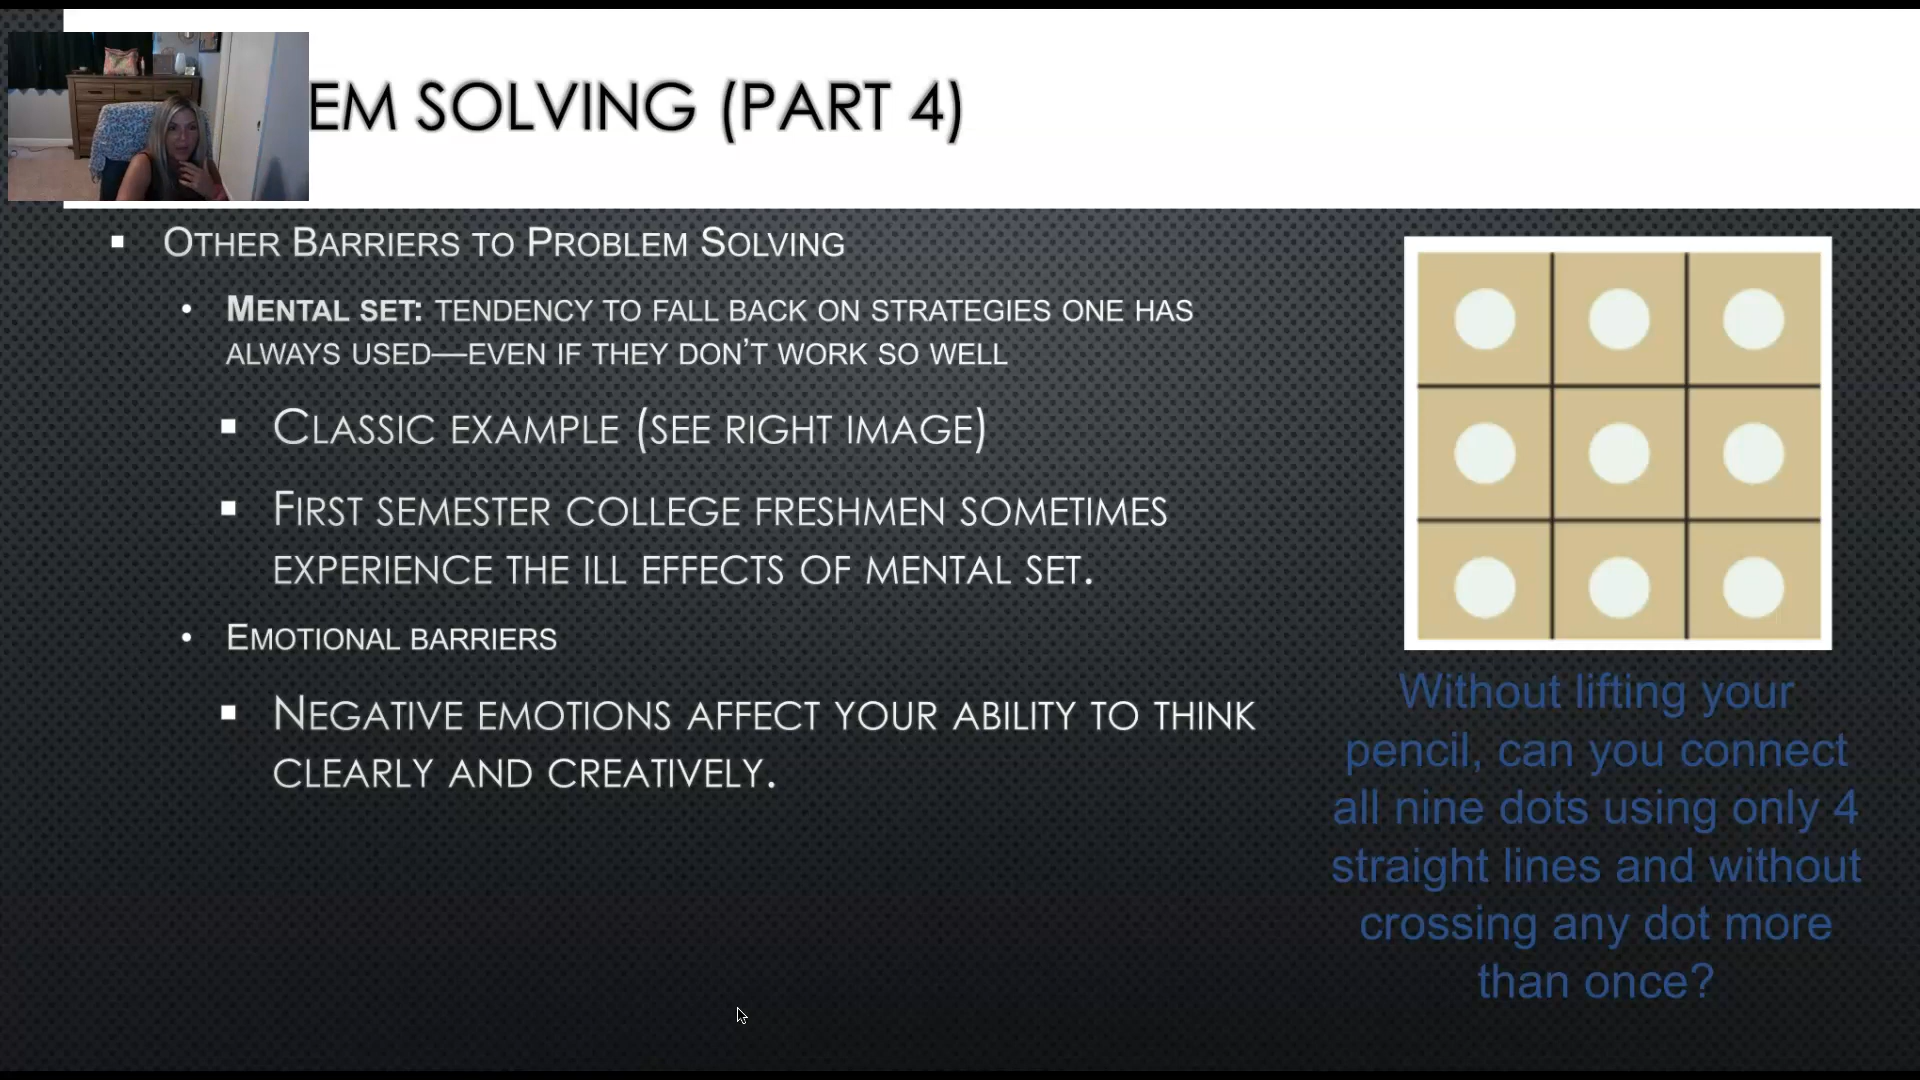 EM SOLVING (PART 4)
OTHER BARRIERS TO PROBLEM SOLVING
MENTAL SET: TENDENCY TO FALL BACK ON STRATEGIES ONE HAS
ALWAYS USED—EVEN IF THEY DON'T WORK SO WELL
CLASSIC EXAMPLE (SEE RIGHT IMAGE)
FIRST SEMESTER COLLEGE FRESHMEN SOMETIMES
EXPERIENCE THE ILL EFFECTS OF MENTAL SET.
EMOTIONAL BARRIERS
NEGATIVE EMOTIONS AFFECT YOUR ABILITY TO THINK
CLEARLY AND CREATIVELY.
Without lifting your
pencil, can you connect
all nine dots using only 4
straight lines and without
crossing any dot more
than once?